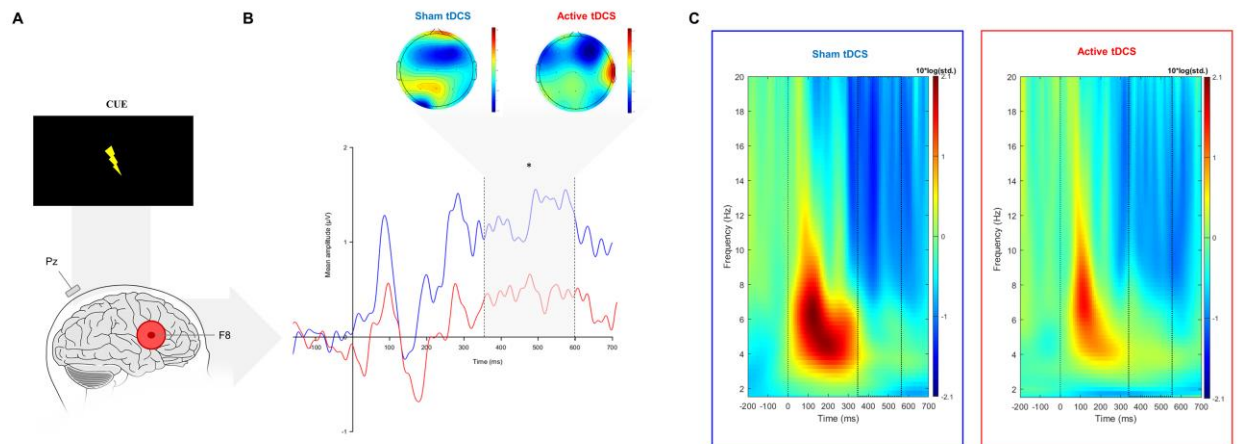 A
CUE
Pz
F8
B
Sham tDCS
Active tDCS
*
2
1
-1
Mean amplitude (µV)
-100
100
200
300
400
500
600
700
Time (ms)
C
Sham tDCS
10*log(std.)
20
18
16
14
12
10
8
6
4
2
Frequency (Hz)
-200 -100 0 100 200 300 400 500 600 700
Time (ms)
2.1
1
0
-1
-2.1
Active tDCS
10*log(std.)
20
18
16
14
12
10
8
6
4
2
Frequency (Hz)
-200 -100 0 100 200 300 400 500 600 700
Time (ms)
2.1
1
0
-1
-2.1